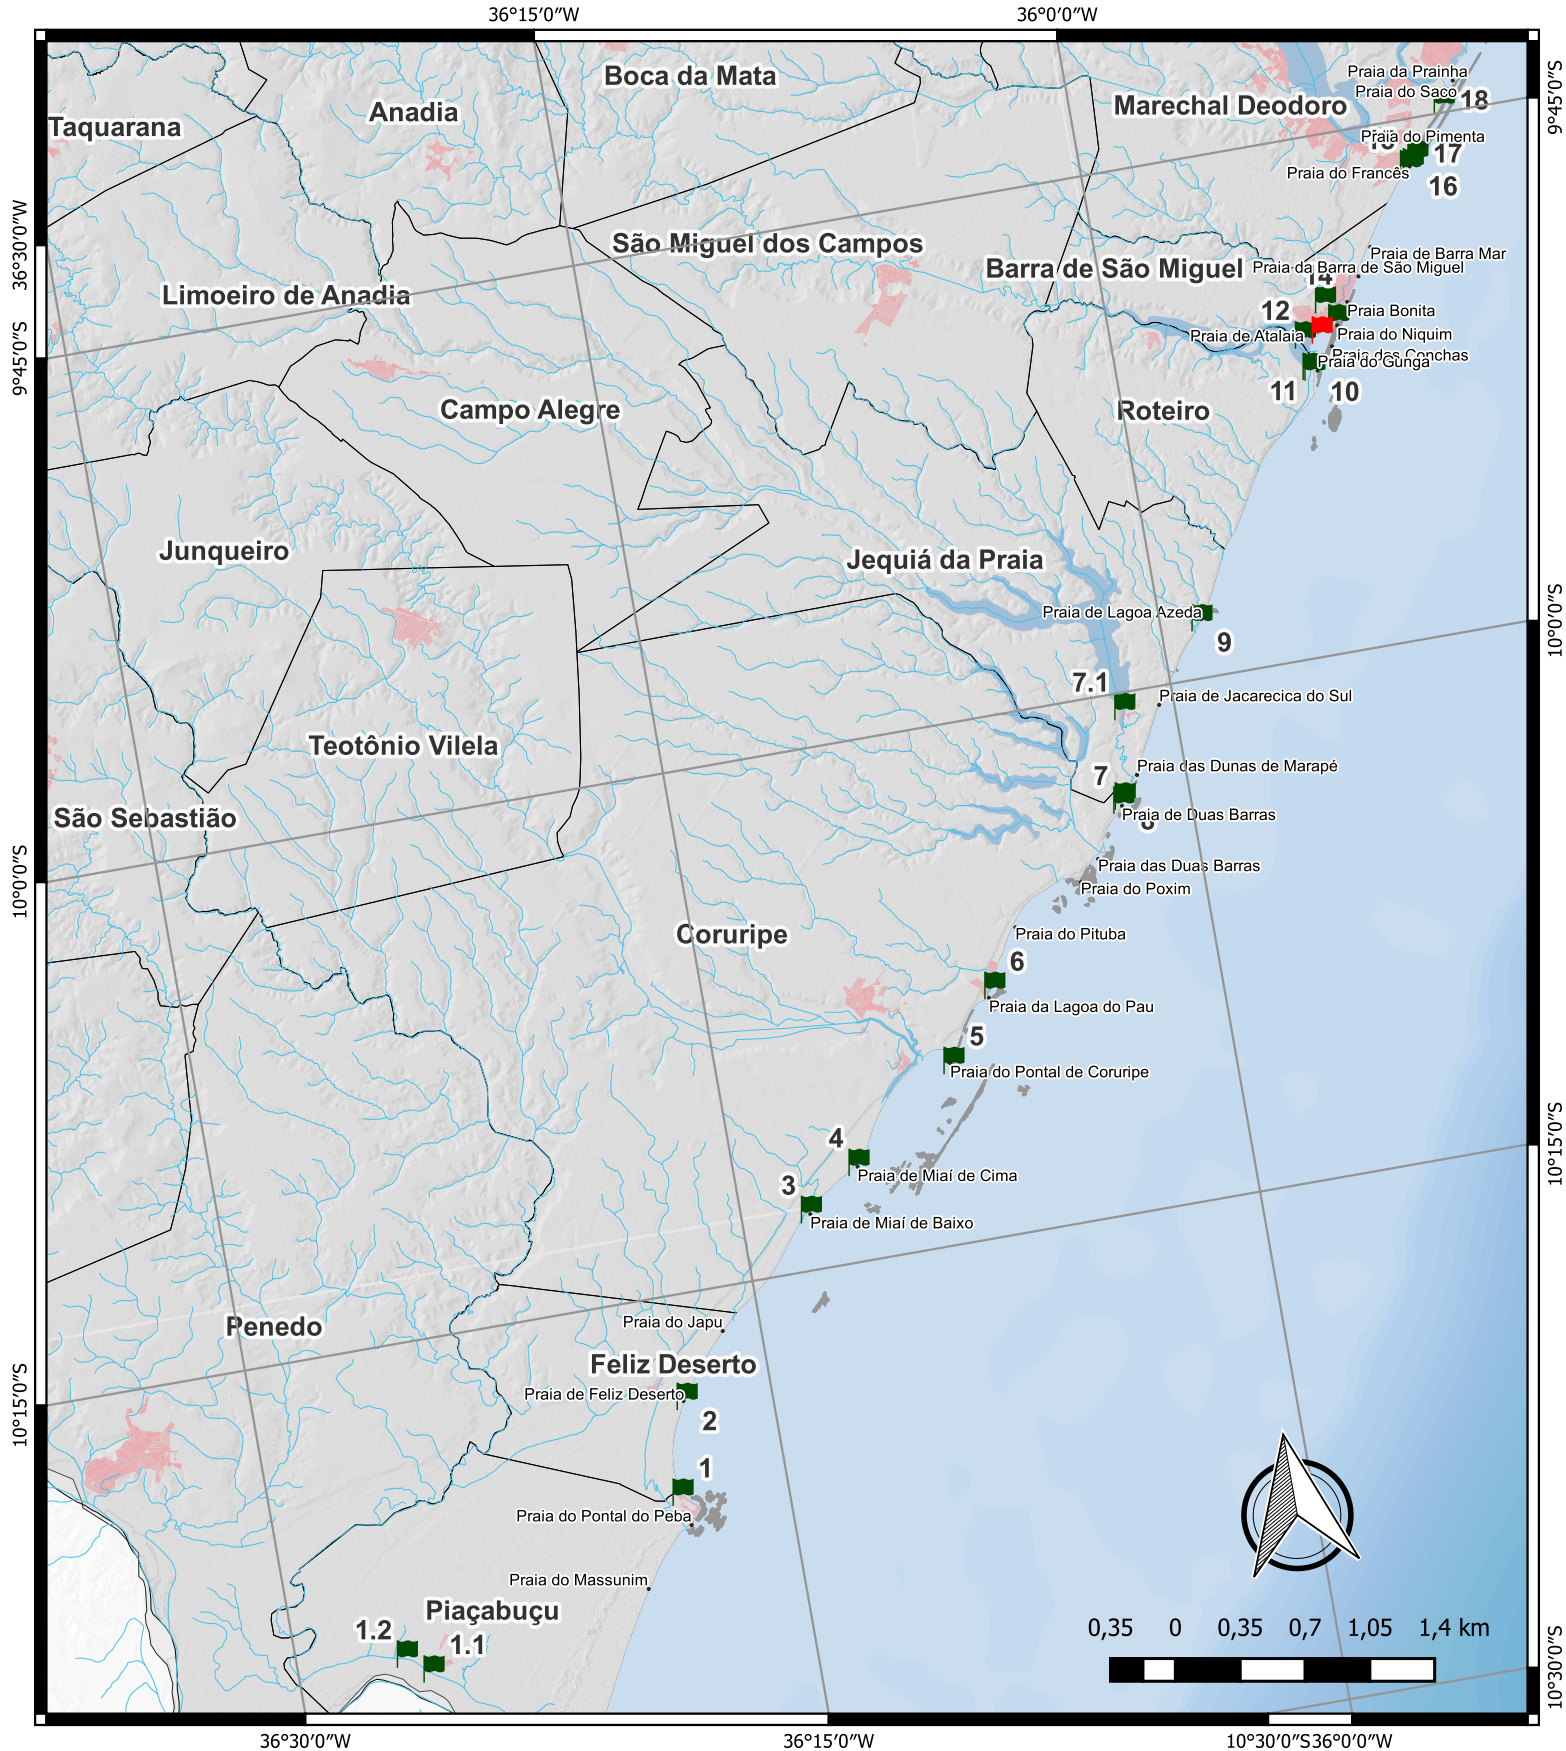 36°15′0″W
36°0′0″W
Boca da Mata
Praia da Prainha
Praia do Saco
18
Marechal Deodoro
Anadia
Taquarana
9°45′0″S
Praia do Pimenta
17
Praia do Francês
16
36°30′0″W
São Miguel dos Campos
Praia de Barra Mar
Barra de São Miguel
Praia da Barra de São Miguel
14
Limoeiro de Anadia
12
Praia Bonita
Praia de Atalaia
Praia do Niquim
Praia das Conchas
Praia do Gunga
9°45′0″S
11
10
Campo Alegre
Roteiro
Junqueiro
Jequiá da Praia
Praia de Lagoa Azeda
9
10°0′0″S
7.1
Praia de Jacarecica do Sul
Teotônio Vilela
Praia das Dunas de Marapé
7
Praia de Duas Barras
8
São Sebastião
Praia das Duas Barras
10°0′0″S
Praia do Poxim
Coruripe
Praia do Pituba
6
Praia da Lagoa do Pau
5
Praia do Pontal de Coruripe
4
Praia de Miaí de Cima
10°15′0″S
3
Praia de Miaí de Baixo
Penedo
Praia do Japu
Feliz Deserto
Praia de Feliz Deserto
10°15′0″S
2
1
Praia do Pontal do Peba
Praia do Massunim
Piaçabuçu
1.2
1.1
0,35 0 0,35 0,7 1,05 1,4 km
10°30′0″S
36°30′0″W
36°15′0″W
10°30′0″S
36°0′0″W